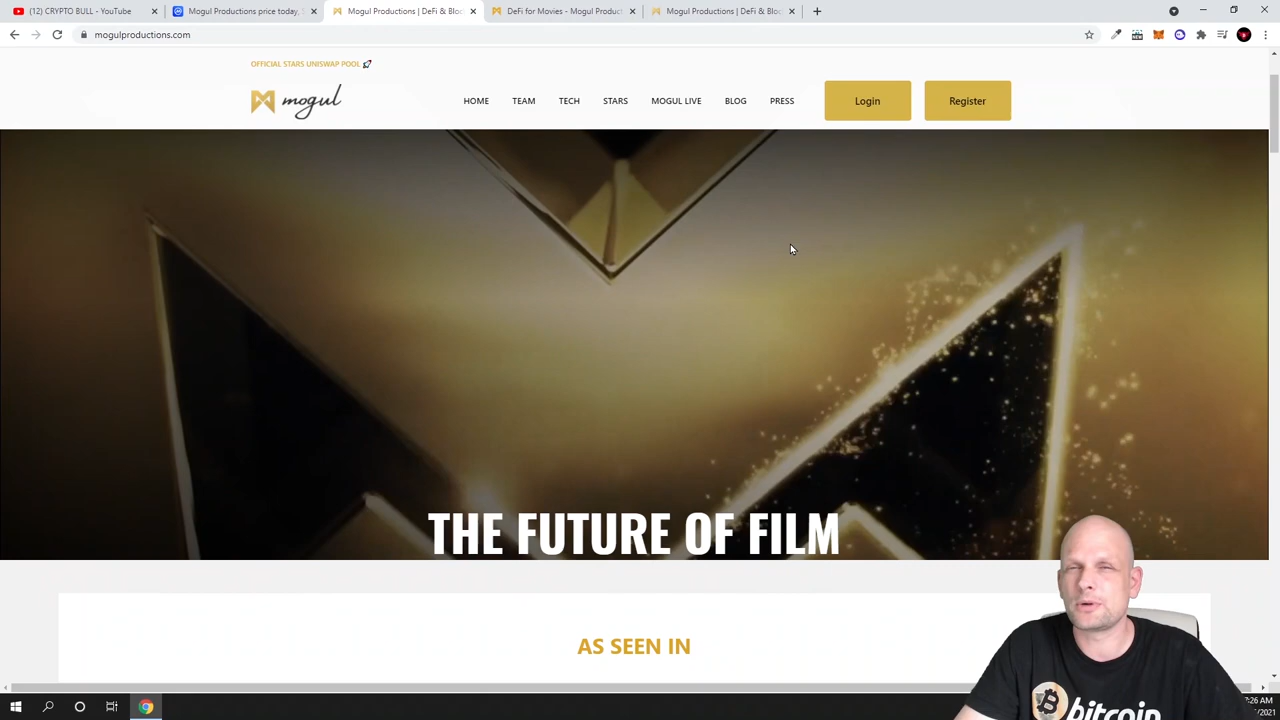 (12) CRYPTO BULL - YouTube
Mogul Productions price today, S
Mogul Productions | DeFi & Bloc
DeFi for Movies - Mogul Product
Mogul Productions | DeFi & Bloc
mogulproductions.com
OFFICIAL STARS UNISWAP POOL 🚀
mogul
HOME
TEAM
TECH
STARS
MOGUL LIVE
BLOG
PRESS
Login
Register
THE FUTURE OF FILM
AS SEEN IN
bitcoin